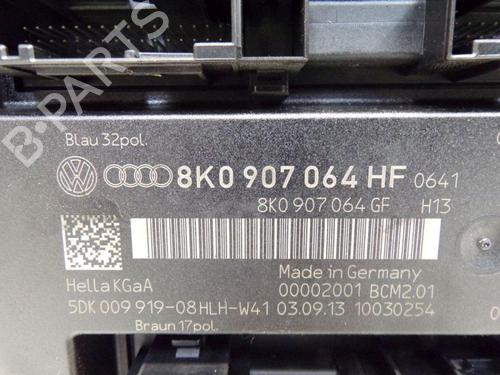 B-PARTS
Blau 32pol.
8K0 907 064 HF 0641
8K0 907 064 GF H13
Hella KGaA
Made in Germany
00002001 BCM2.01
5DK 009 919-08 HLH-W41 03.09.13 10030254
Braun 17pol.